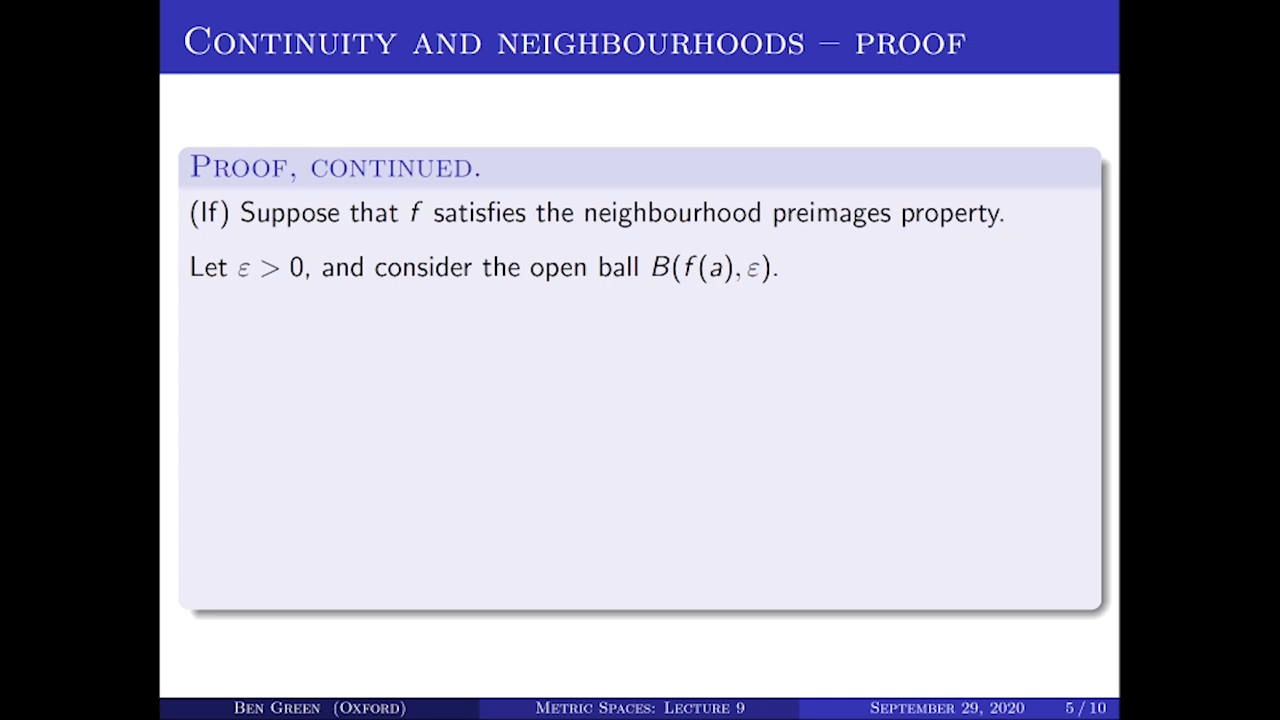 Continuity and neighbourhoods – proof
Proof, continued.
(If) Suppose that f satisfies the neighbourhood preimages property.
Let ε > 0, and consider the open ball B(f(a), ε).
Ben Green (Oxford) Metric Spaces: Lecture 9 September 29, 2020 5 / 10